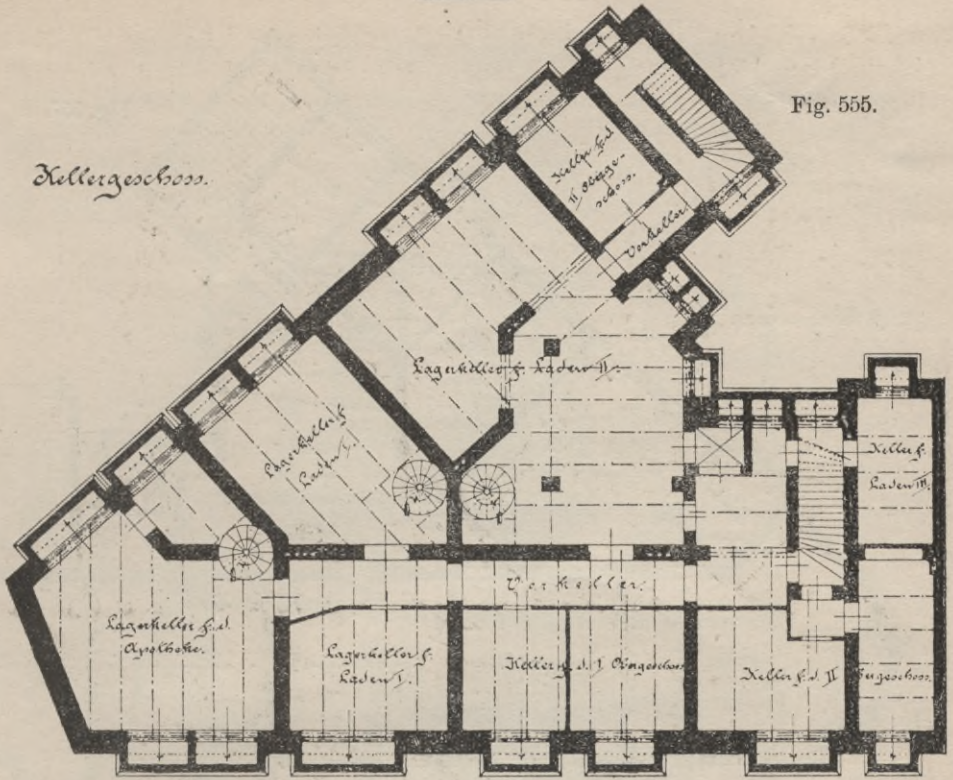 Fig. 555.
Kellergeschoss.
Keller f. d.
II Oberge-
schoss.
Vorkeller
Lagerkeller f. Laden II.
Lagerkeller f.
Laden I.
Keller f.
Laden III.
Vorkeller.
Lagerkeller f. d.
Apotheke.
Lagerkeller f.
Laden I.
Keller f. d. I Obergeschoss
Keller f. d. II
ergeschoss.